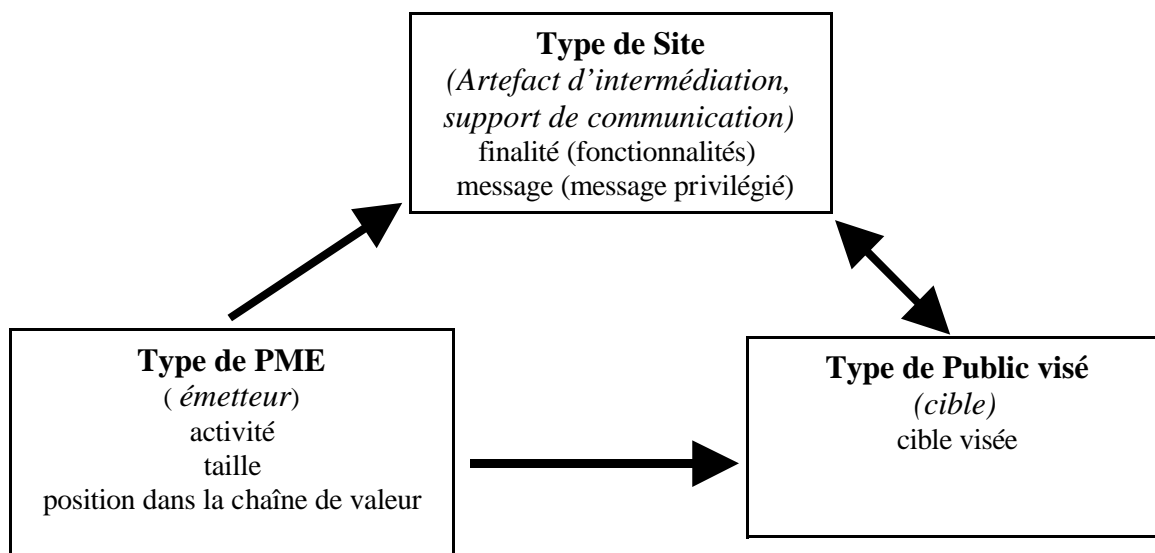 Type de Site
(Artefact d'intermédiation,
support de communication)
finalité (fonctionnalités)
message (message privilégié)
Type de PME
( émetteur)
activité
taille
position dans la chaîne de valeur
Type de Public visé
(cible)
cible visée